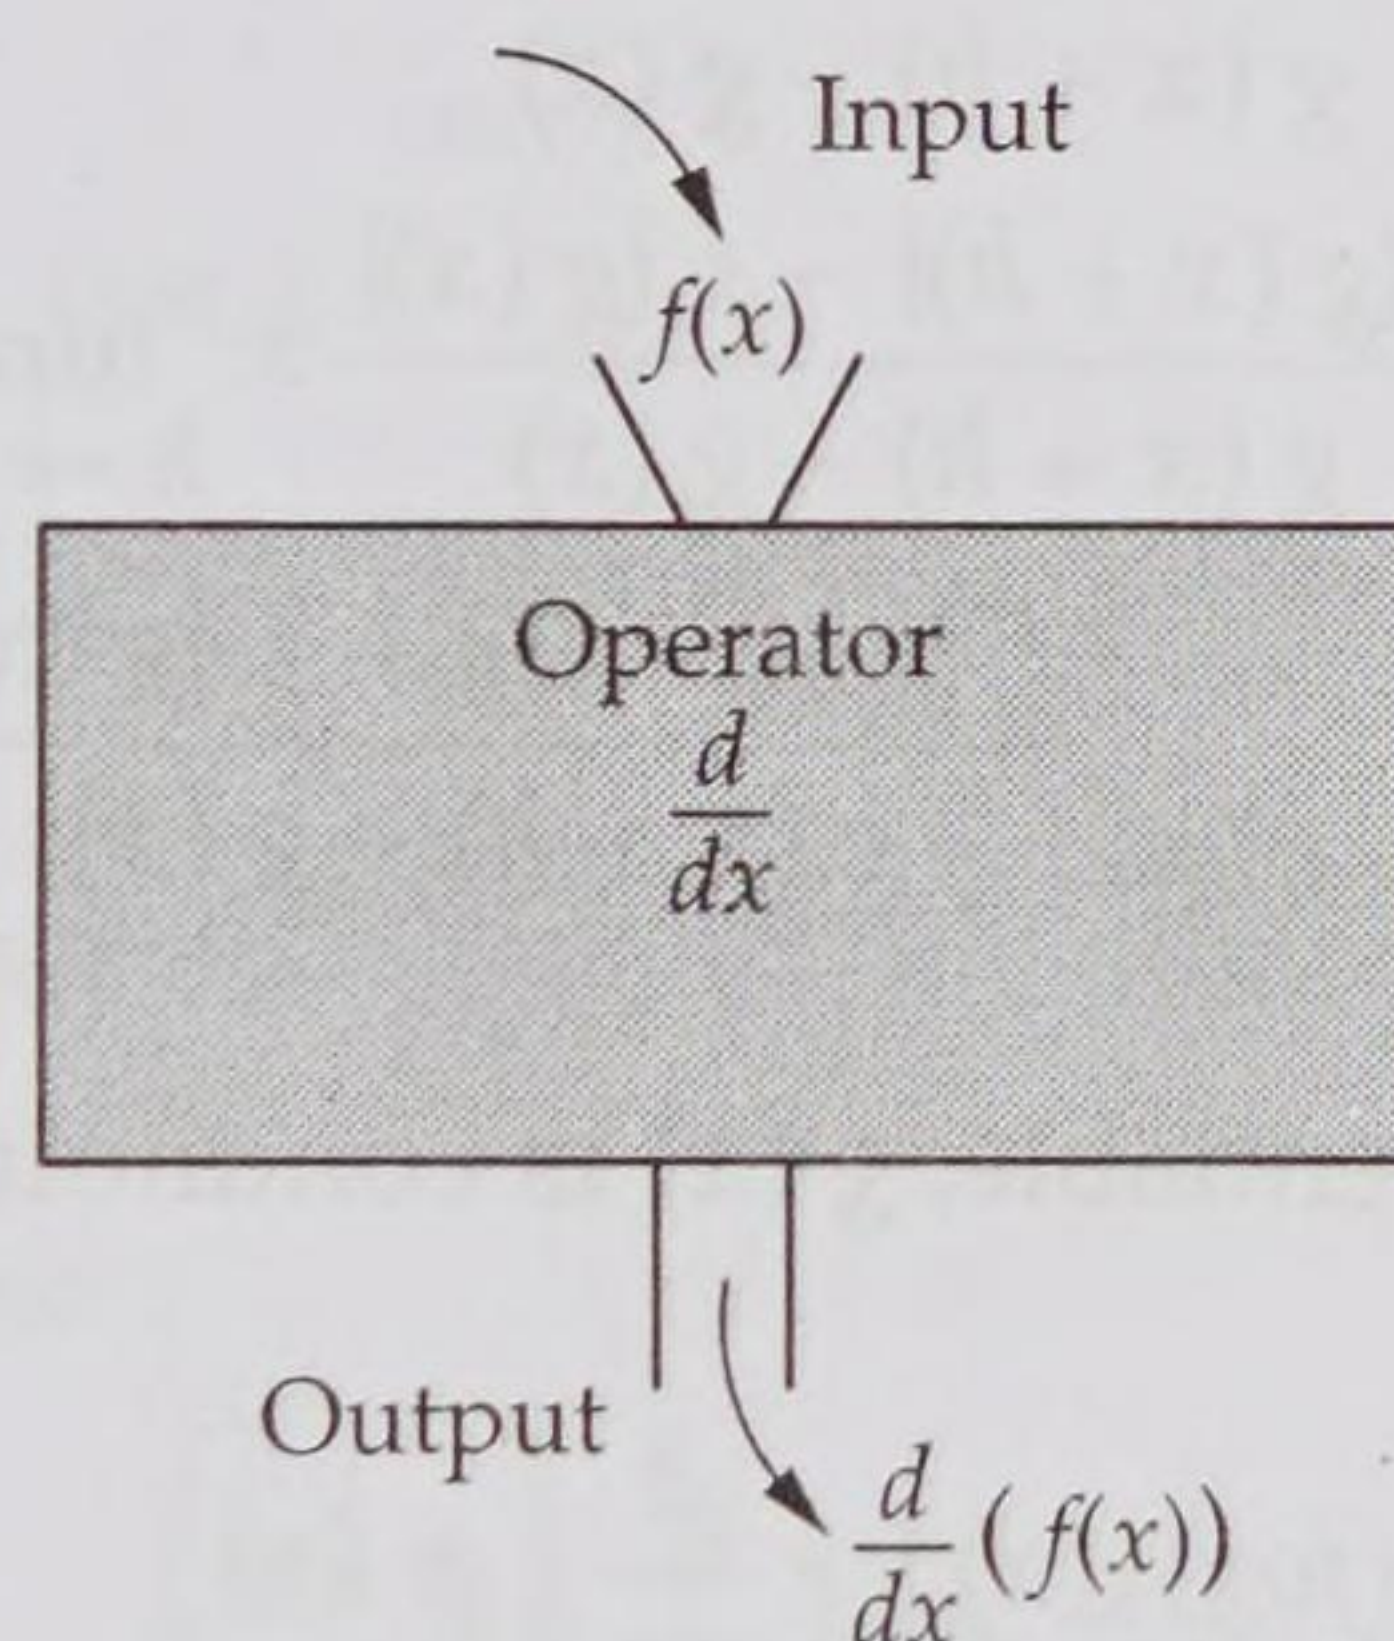 Input
f(x)
Operator
d
dx
Output
d
dx
( f(x))